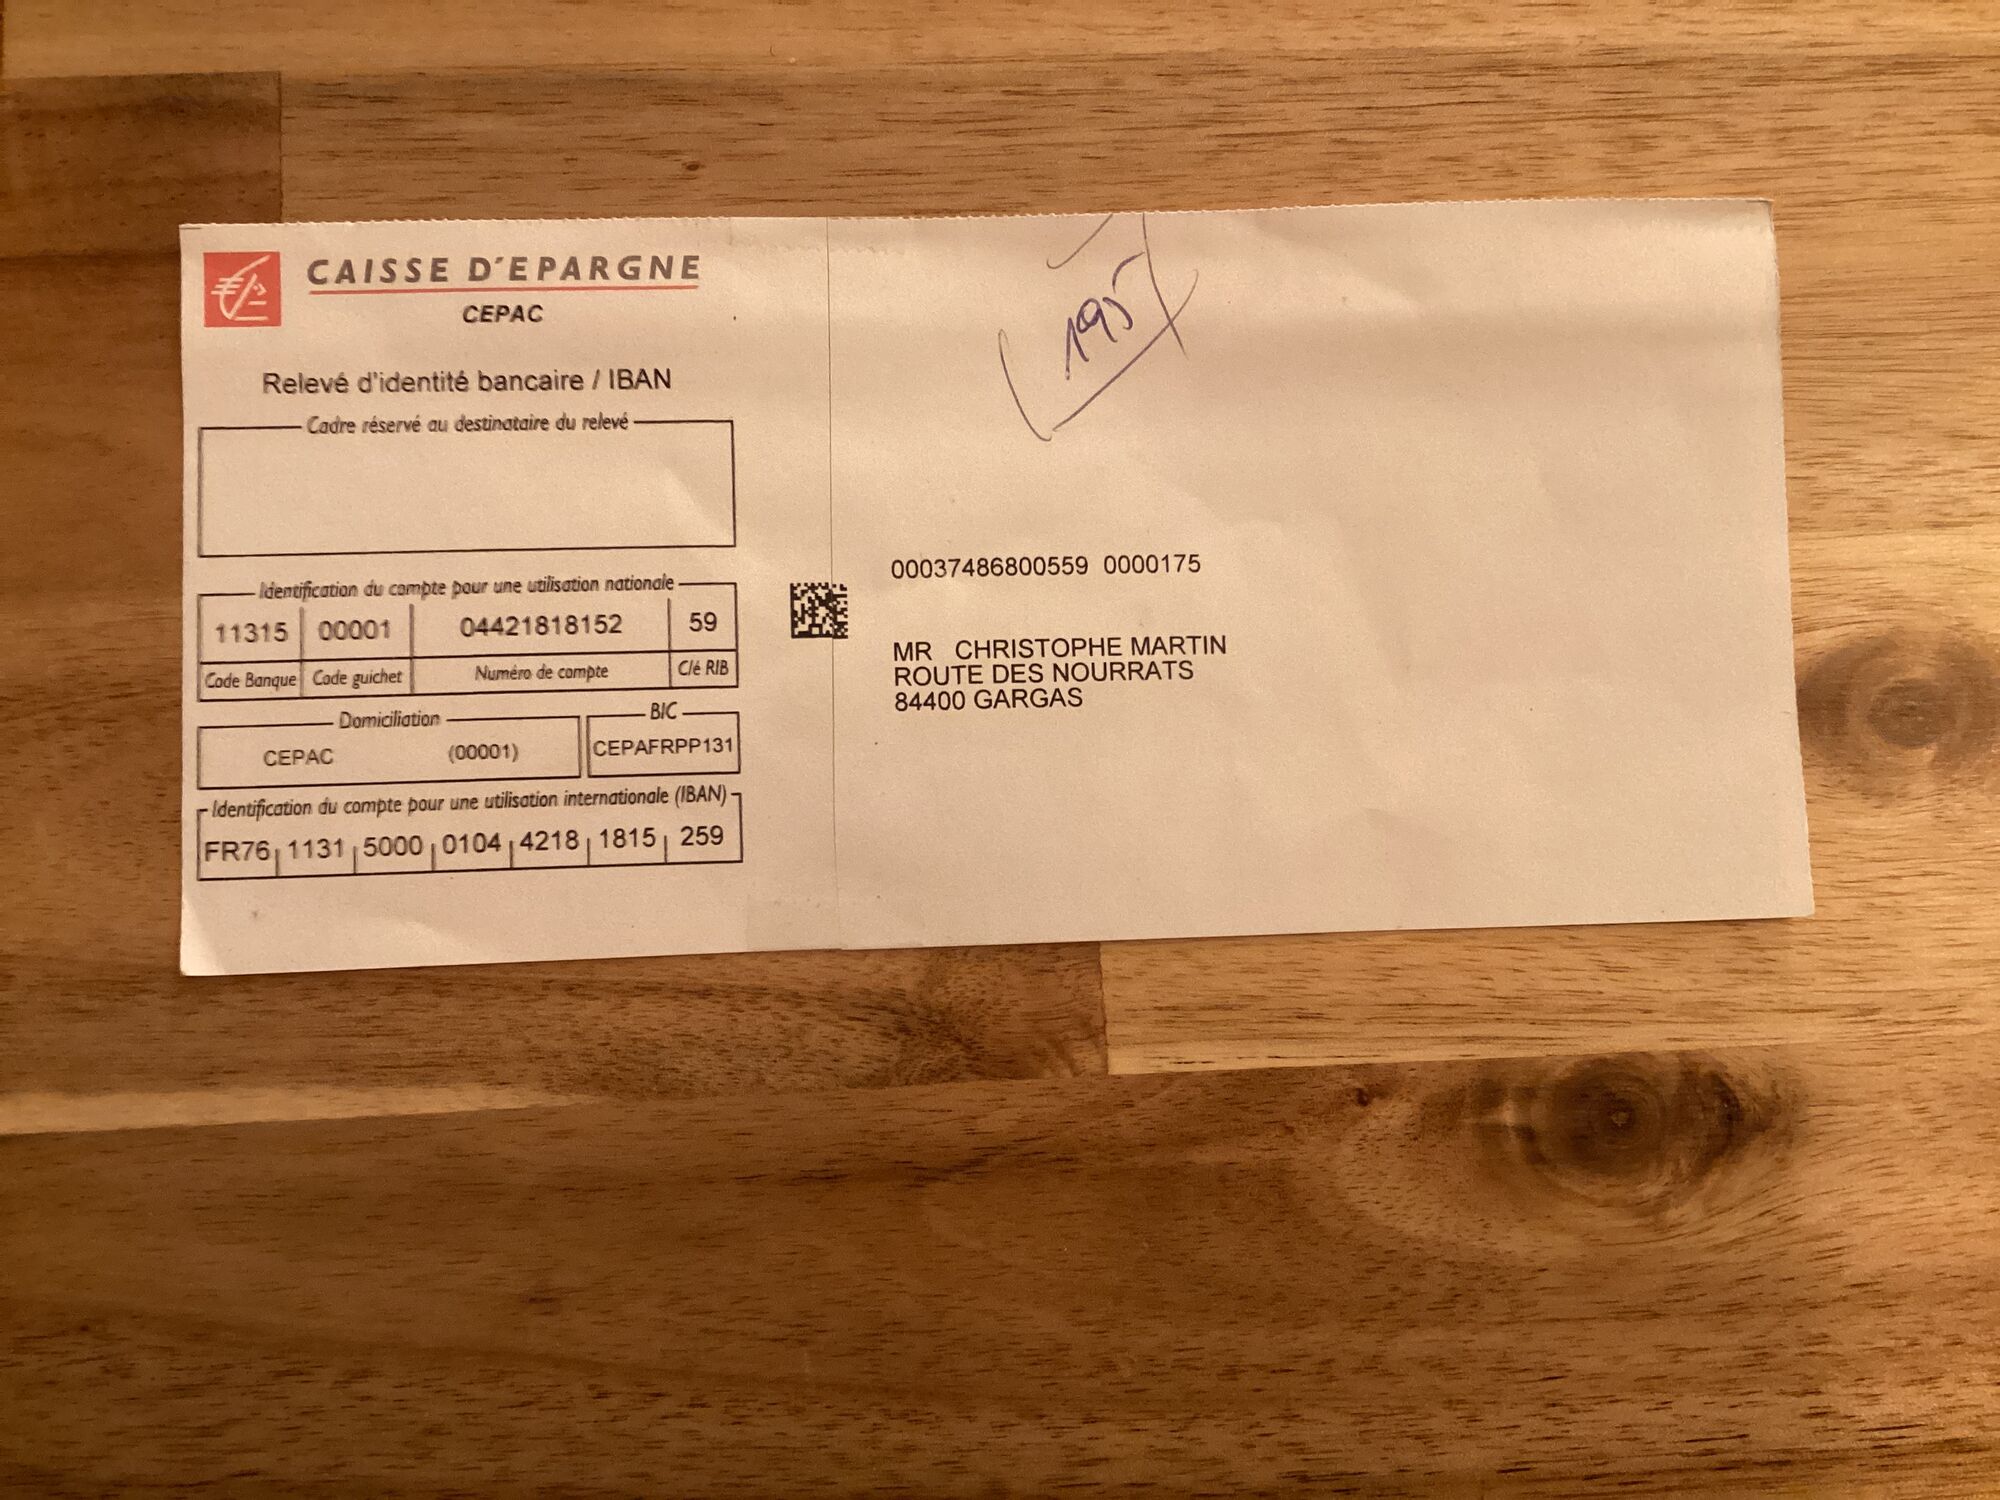 CAISSE D'EPARGNE
CEPAC
Relevé d'identité bancaire / IBAN
Cadre réservé au destinataire du relevé
Identification du compte pour une utilisation nationale
11315 00001 04421818152 59
Code Banque Code guichet Numéro de compte Clé RIB
Domiciliation BIC
CEPAC (00001) CEPAFRPP131
Identification du compte pour une utilisation internationale (IBAN)
FR76 1131 5000 0104 4218 1815 259
195
00037486800559 0000175
MR CHRISTOPHE MARTIN
ROUTE DES NOURRATS
84400 GARGAS